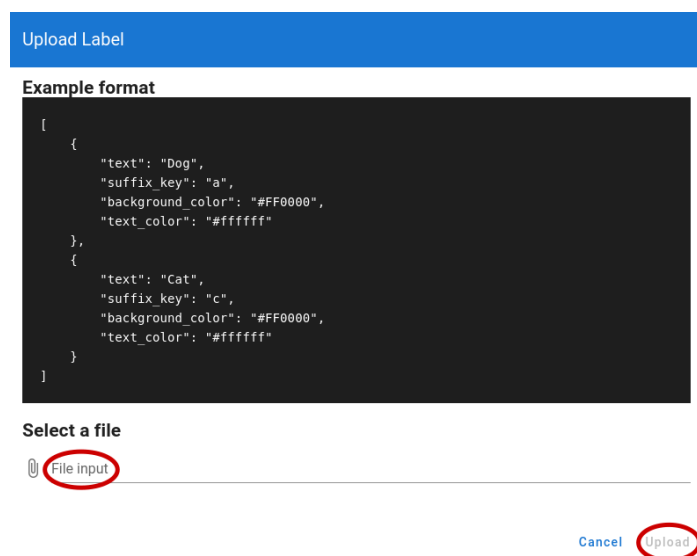 Upload Label
Example format
[
    {
        "text": "Dog",
        "suffix_key": "a",
        "background_color": "#FF0000",
        "text_color": "#ffffff"
    },
    {
        "text": "Cat",
        "suffix_key": "c",
        "background_color": "#FF0000",
        "text_color": "#ffffff"
    }
]
Select a file
File input
Cancel Upload